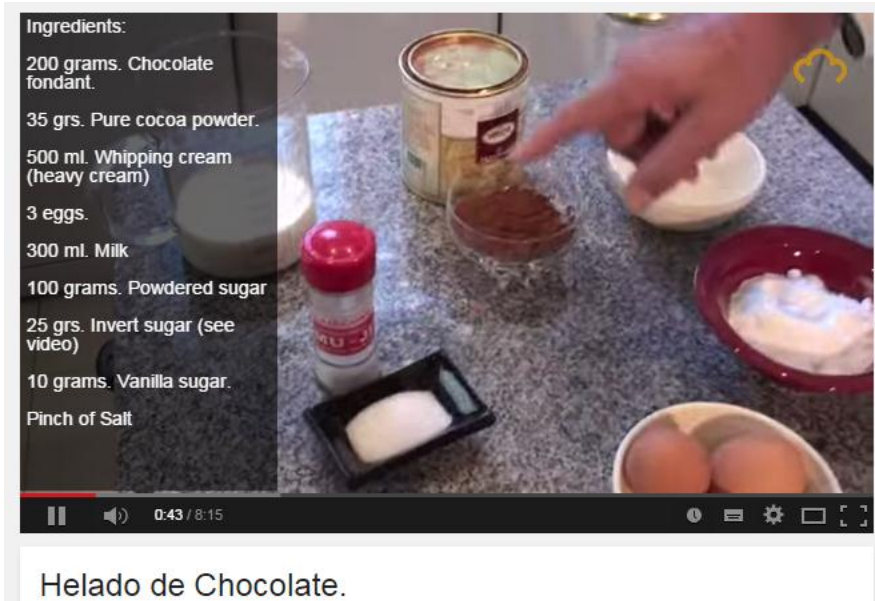 Ingredients:
200 grams. Chocolate
fondant.
35 grs. Pure cocoa powder.
500 ml. Whipping cream
(heavy cream)
3 eggs.
300 ml. Milk
100 grams. Powdered sugar
25 grs. Invert sugar (see
video)
10 grams. Vanilla sugar.
Pinch of Salt
MU-JI
0:43 / 8:15
Helado de Chocolate.